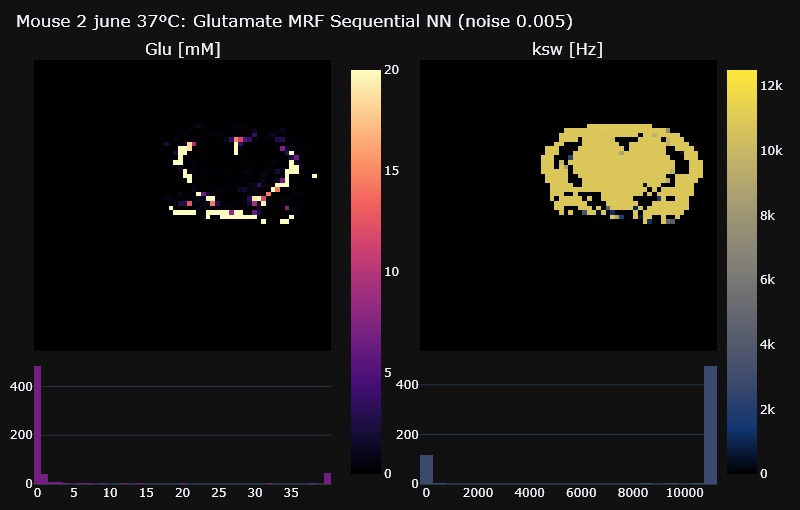 Mouse 2 june 37ºC: Glutamate MRF Sequential NN (noise 0.005)
Glu [mM]
ksw [Hz]
20
15
10
5
0
12k
10k
8k
6k
4k
2k
0
400
200
0
0 5 10 15 20 25 30 35
400
200
0
0 2000 4000 6000 8000 10000